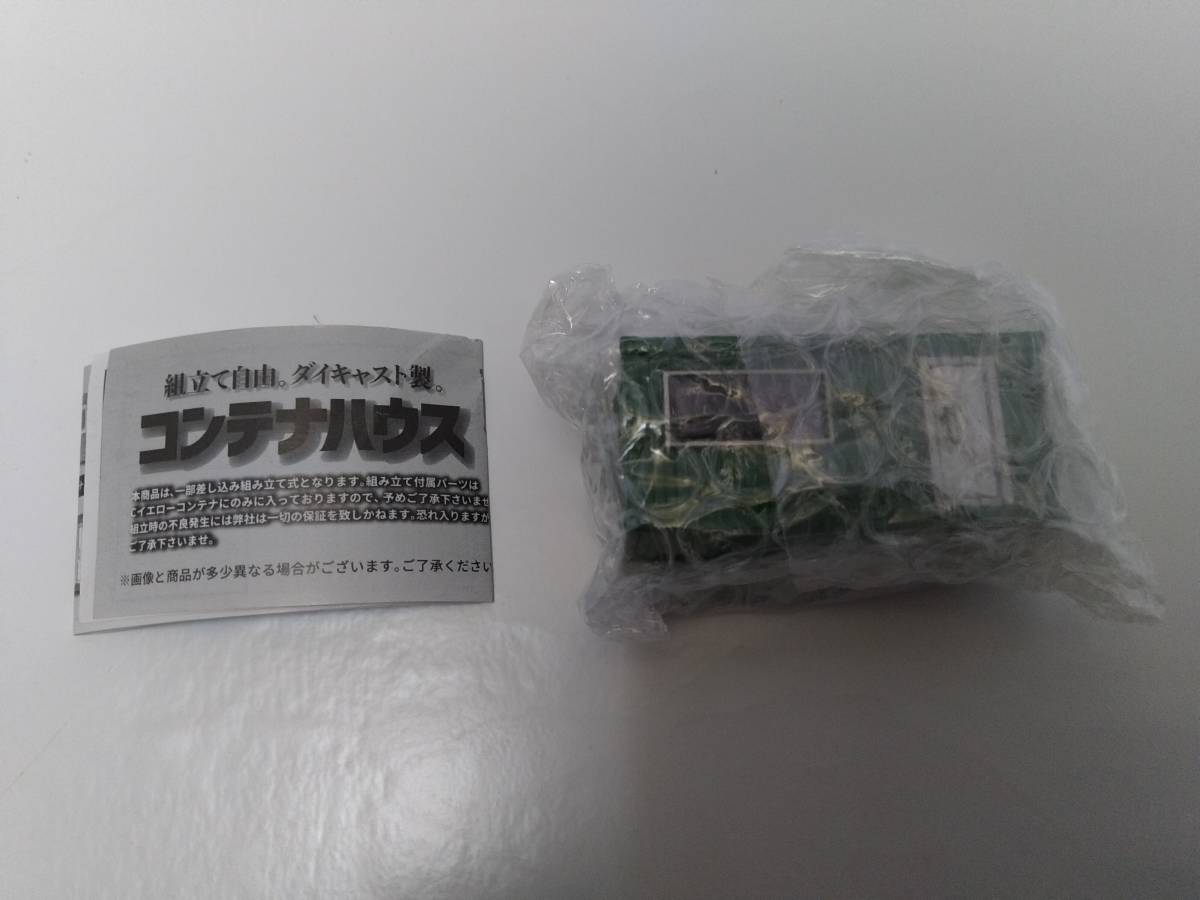 組立て自由。ダイキャスト製。
コンテナハウス
本商品は、一部差し込み組み立て式となります。組み立て付属パーツは
てイエローコンテナにのみに入っておりますので、予めご了承下さいませ
組立時の不良発生には弊社は一切の保証を致しかねます。恐れ入りますが
ご了承下さいませ。
※画像と商品が多少異なる場合がございます。ご了承ください